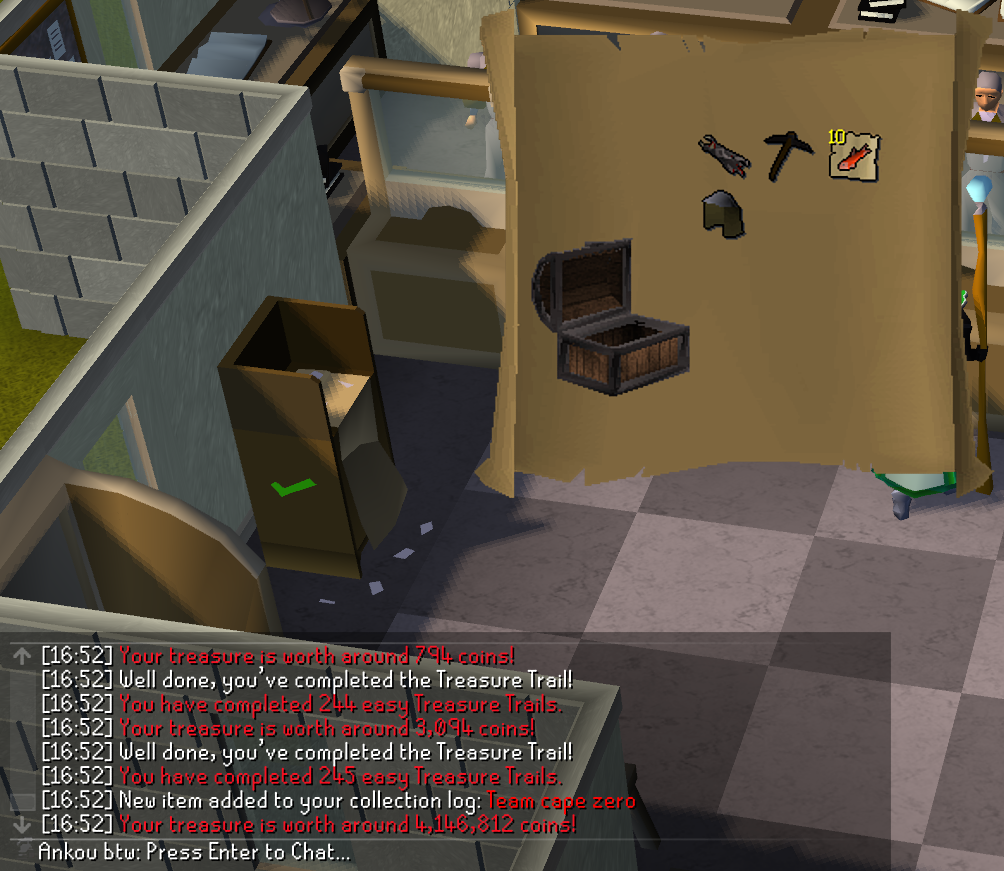 10
[16:52] Your treasure is worth around 794 coins!
[16:52] Well done, you've completed the Treasure Trail!
[16:52] You have completed 244 easy Treasure Trails.
[16:52] Your treasure is worth around 3,094 coins!
[16:52] Well done, you've completed the Treasure Trail!
[16:52] You have completed 245 easy Treasure Trails.
[16:52] New item added to your collection log: Team cape zero
[16:52] Your treasure is worth around 4,146,812 coins!
Ankou btw: Press Enter to Chat...